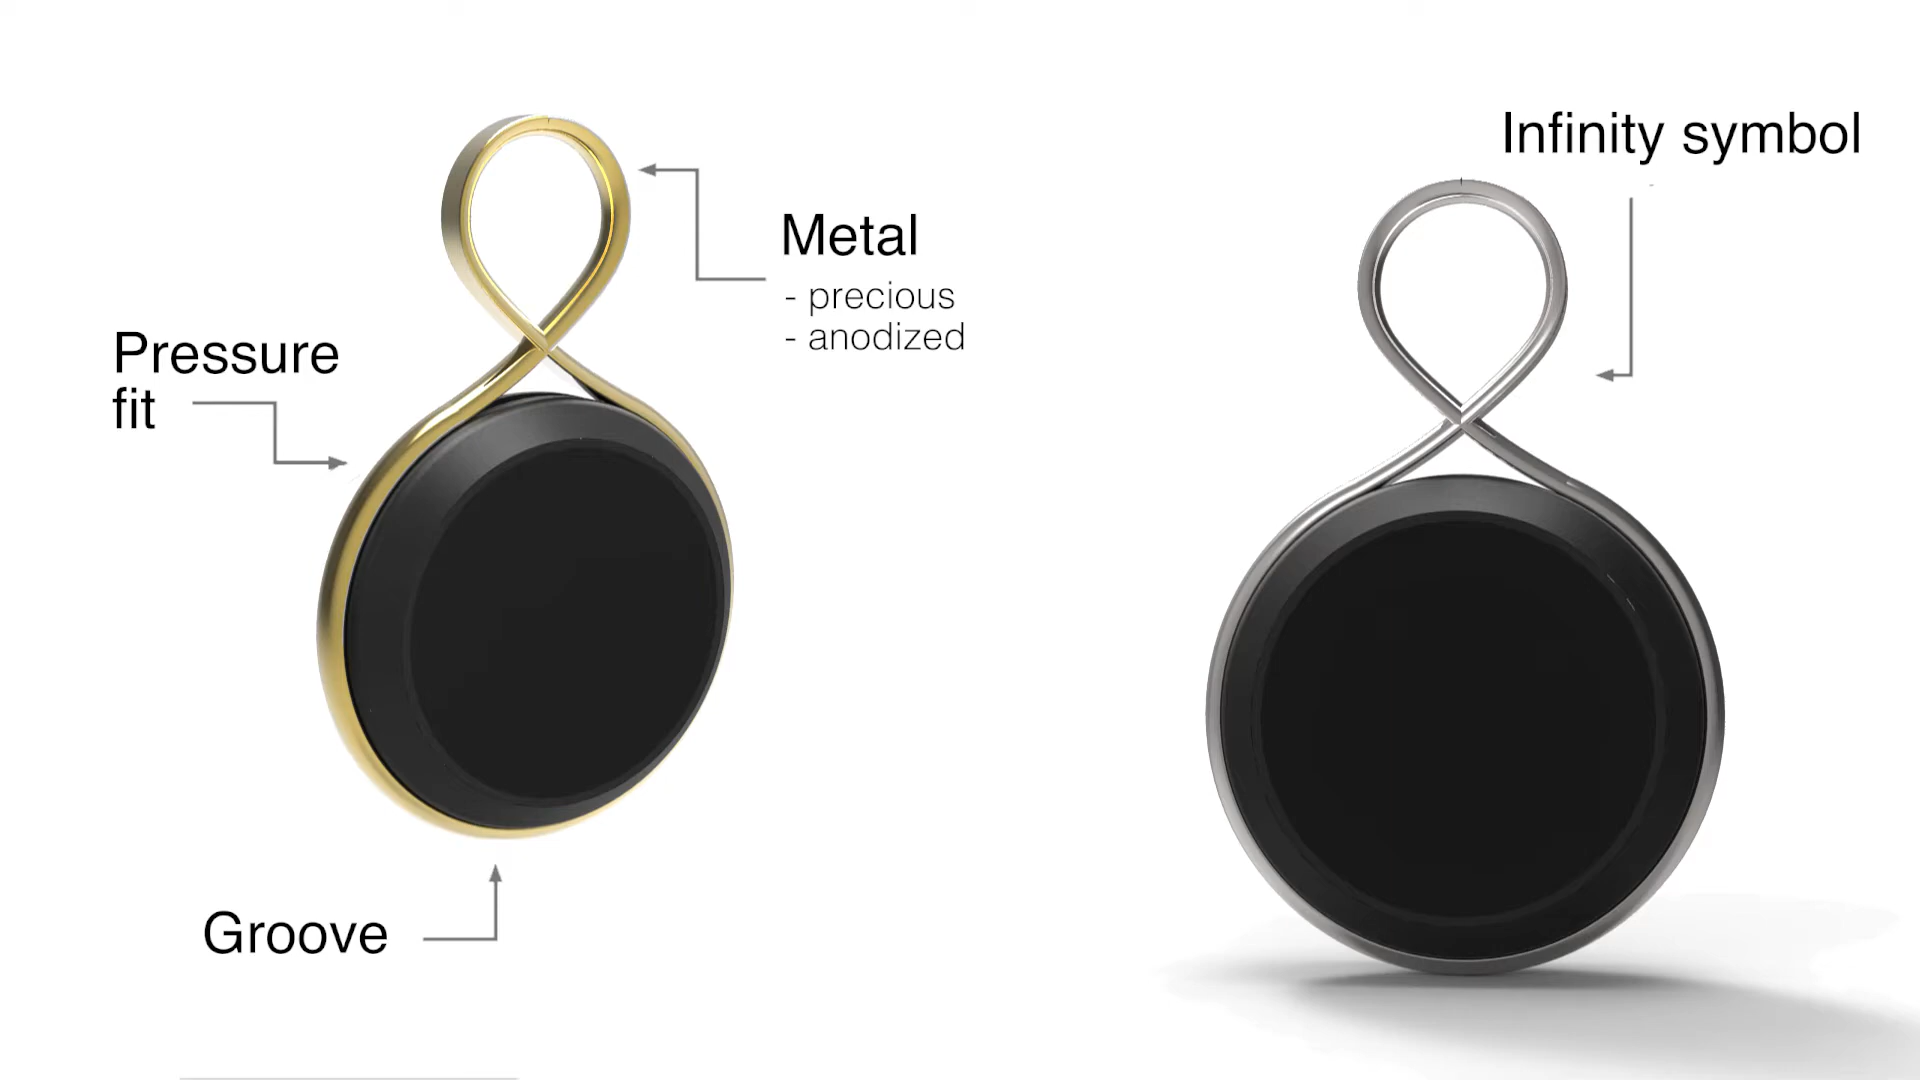 Infinity symbol
Metal
- precious
- anodized
Pressure
fit
Groove